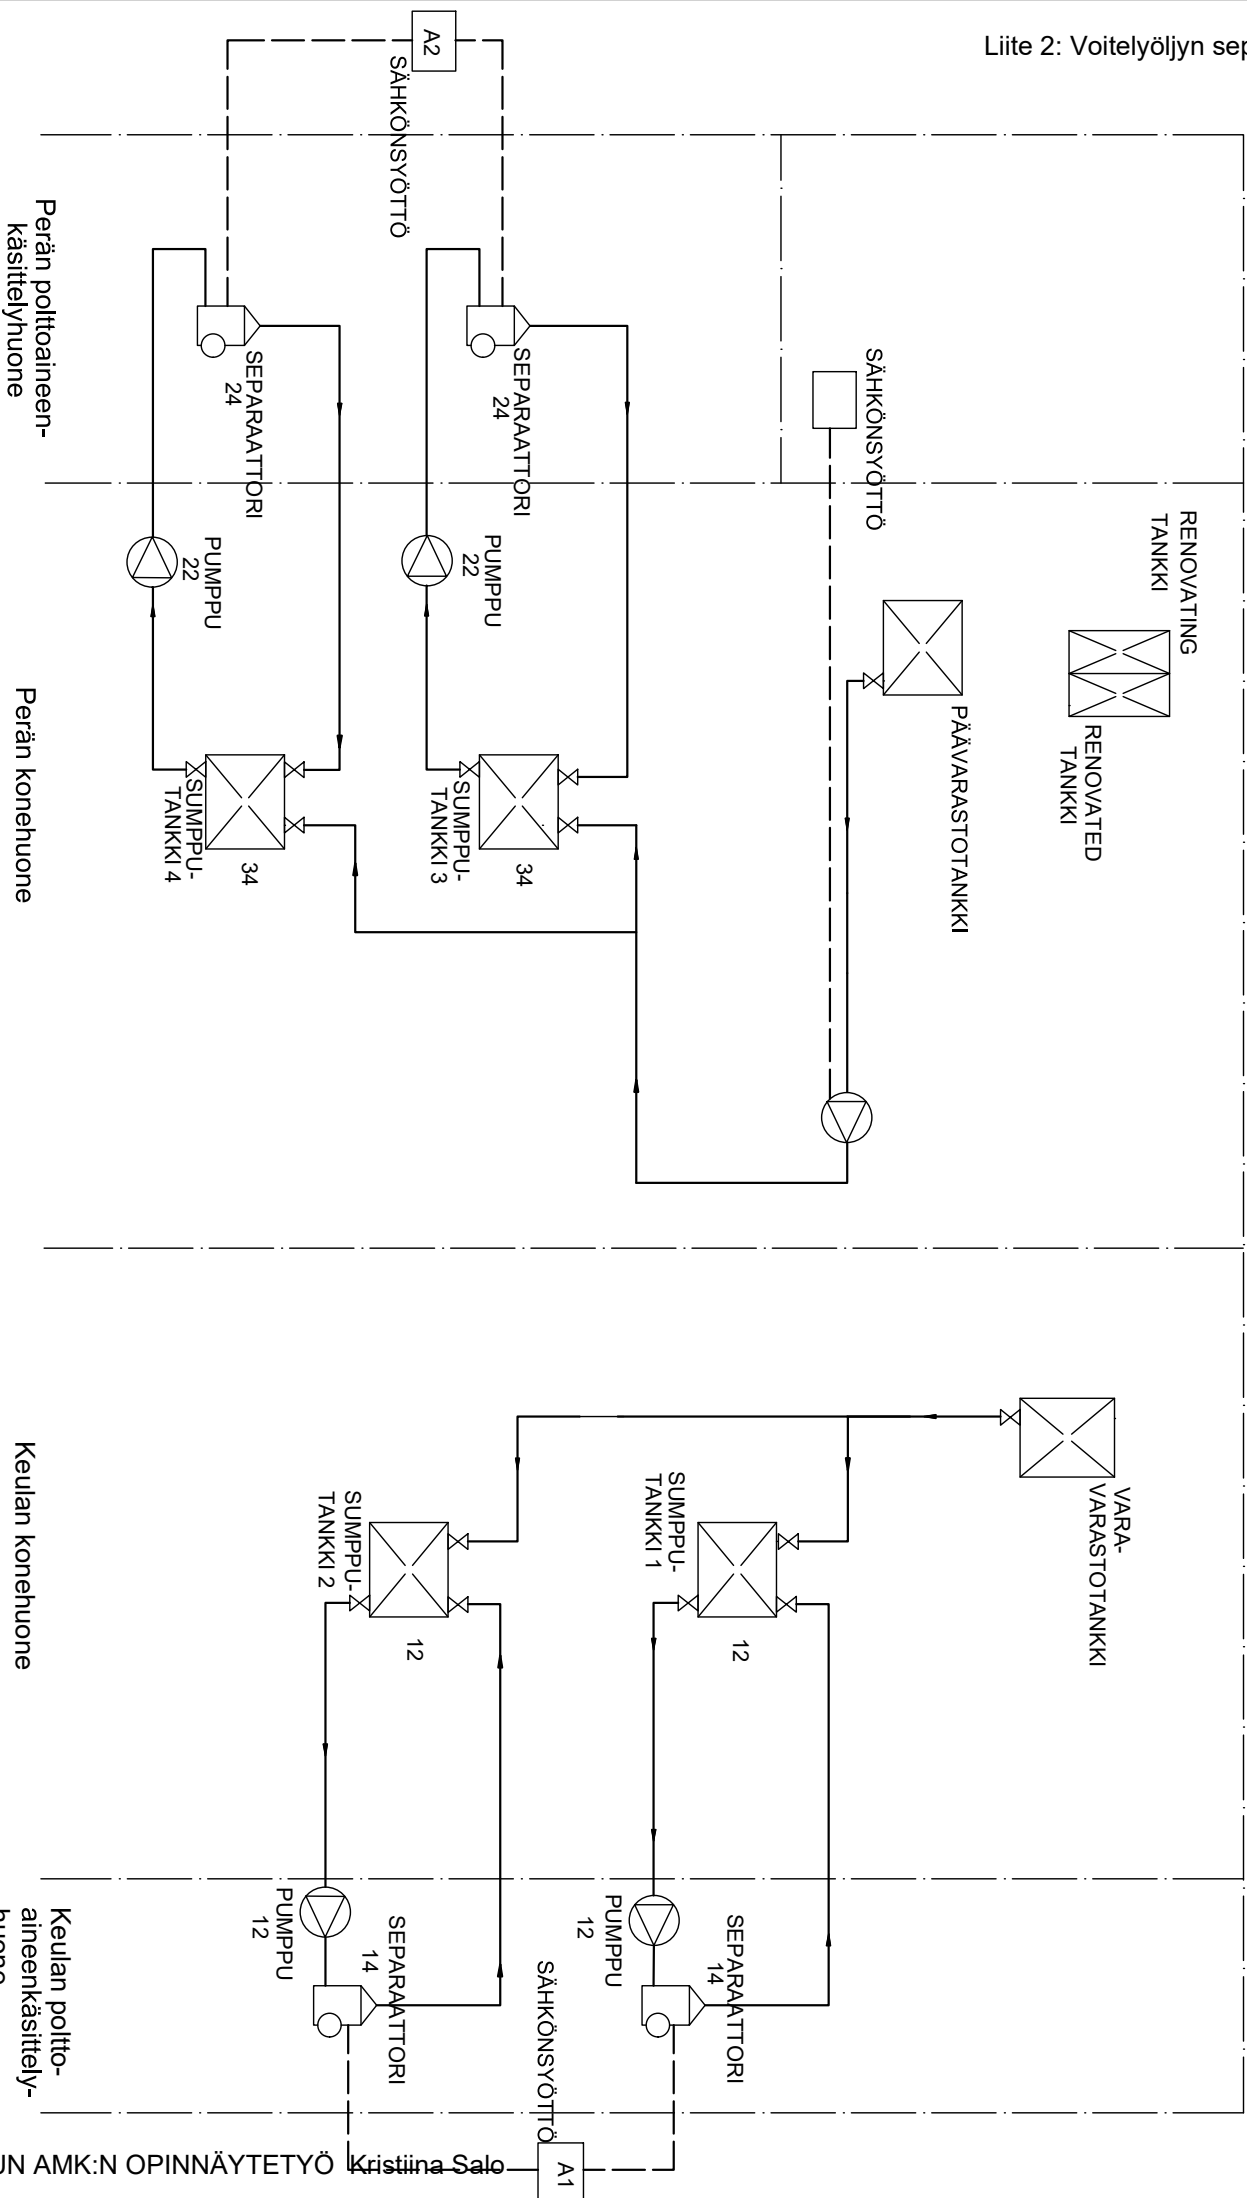 Liite 2: Voitelyöljyn sep
A2
SÄHKÖNSYÖTTÖ
Perän polttoaineen-
käsittelyhuone
SEPARAATTORI
24
SEPARAATTORI
24
SÄHKÖNSYÖTTÖ
PUMPPU
22
PUMPPU
22
RENOVATING
TANKKI
RENOVATED
TANKKI
PÄÄVARASTOTANKKI
SUMPPU-
TANKKI 3
34
SUMPPU-
TANKKI 4
34
Perän konehuone
VARA-
VARASTOTANKKI
SUMPPU-
TANKKI 1
12
SUMPPU-
TANKKI 2
12
Keulan konehuone
PUMPPU
12
SEPARAATTORI
14
PUMPPU
12
SEPARAATTORI
14
SÄHKÖNSYÖTTÖ
A1
Keulan poltto-
aineenkäsittely-
huone
UN AMK:N OPINNÄYTETYÖ Kristiina Salo